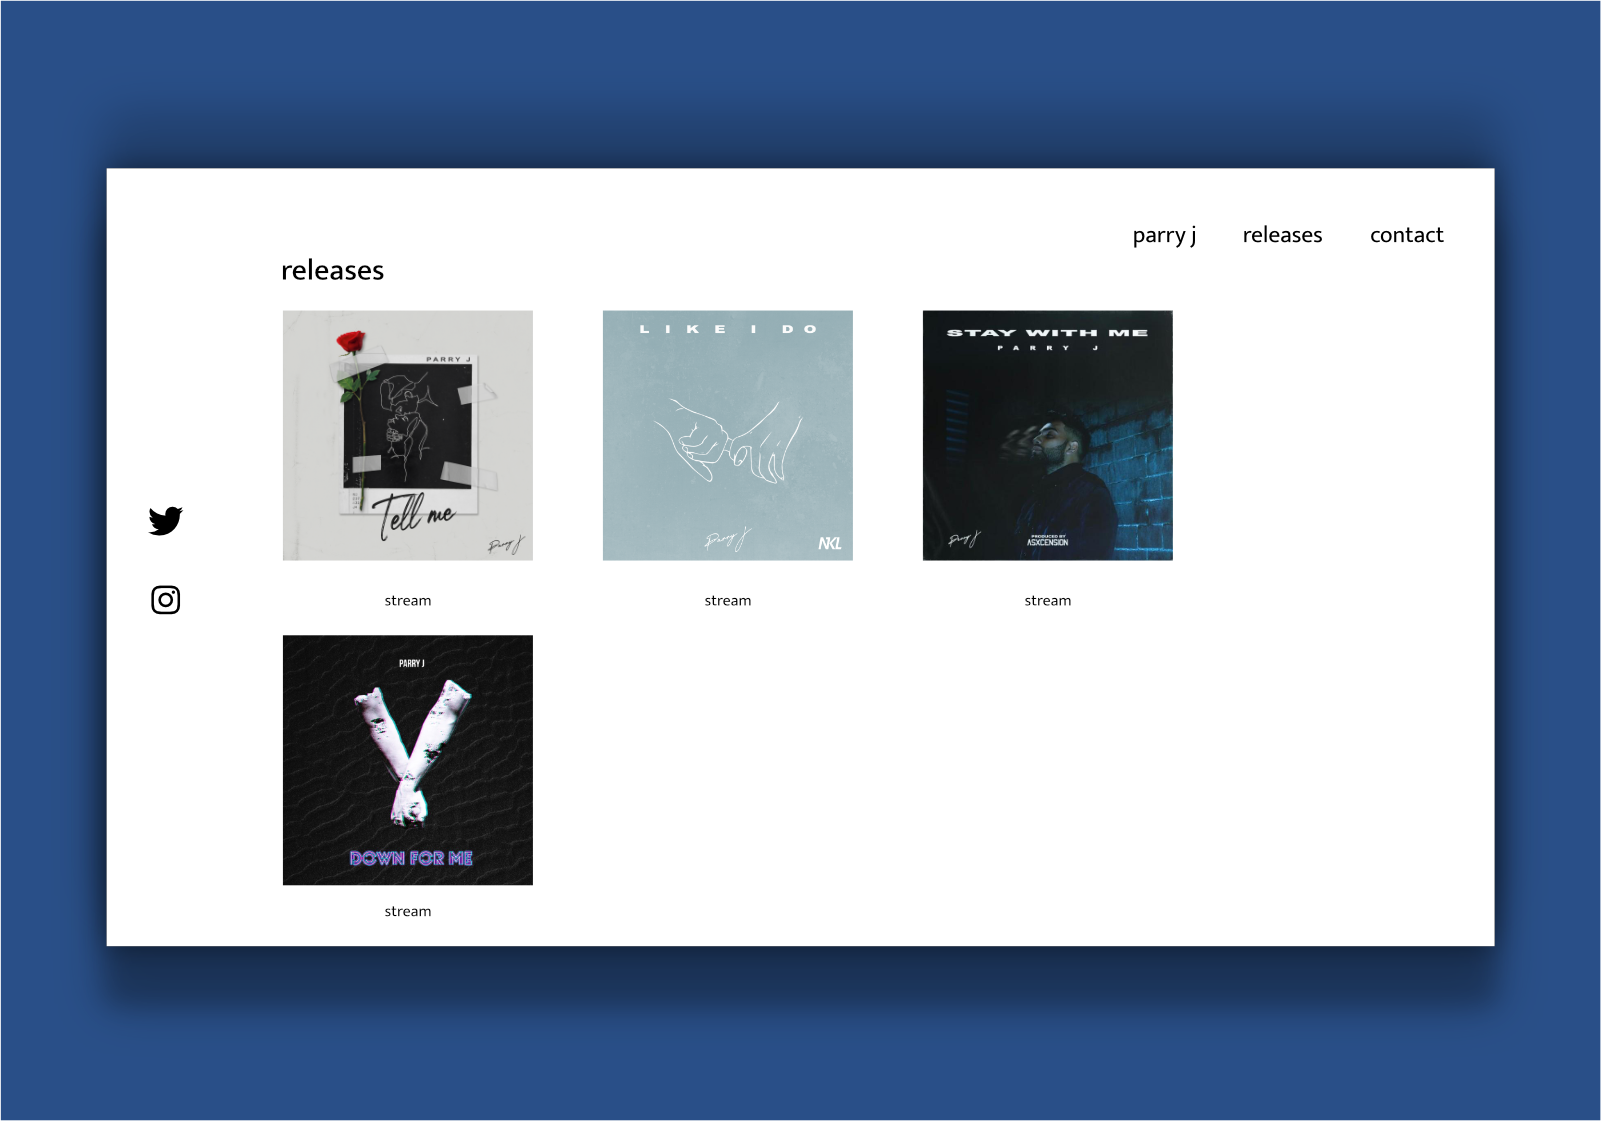 parry j releases contact
releases
PARRY J
Tell me
Parry J
LIKE I DO
Parry J
NKL
STAY WITH ME
PARRY J
Parry J
PRODUCED BY
ASXCENSION
stream stream stream
PARRY J
DOWN FOR ME
stream